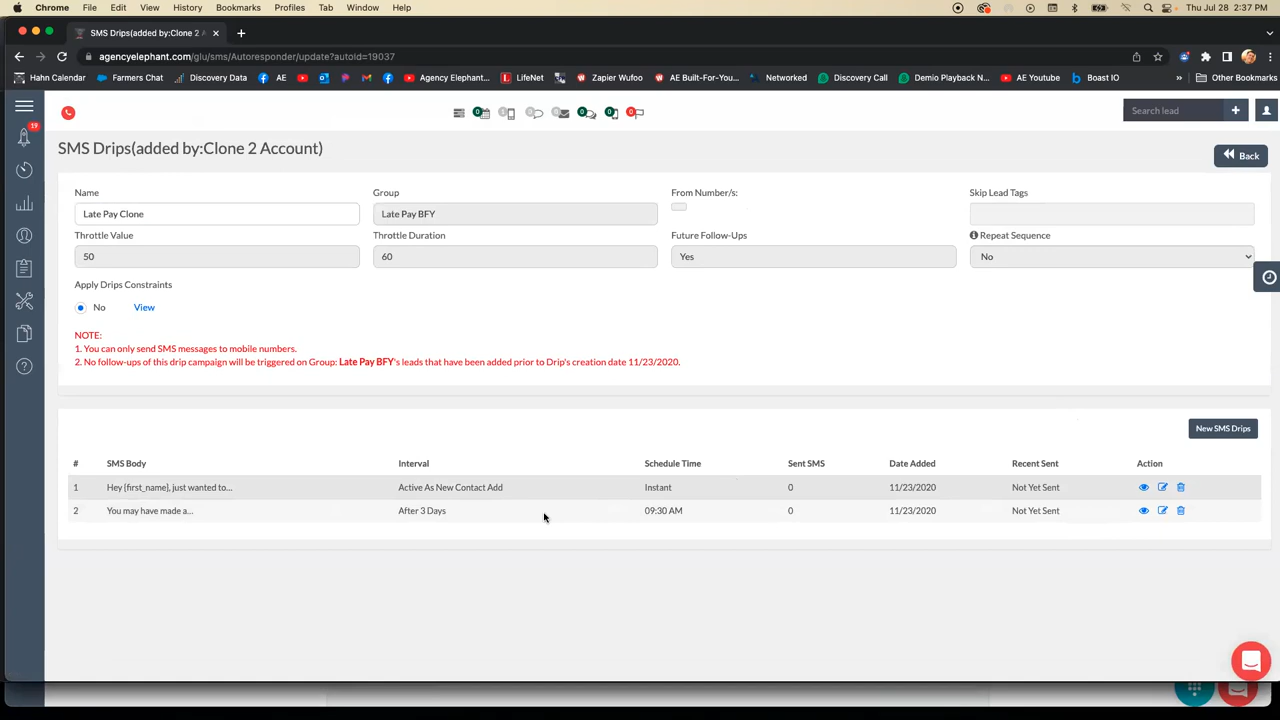 Chrome File Edit View History Bookmarks Profiles Tab Window Help Thu Jul 28 2:37 PM
SMS Drips(added by:Clone 2 A
agencyelephant.com/glu/sms/Autoresponder/update?autoId=19037
Hahn Calendar Farmers Chat Discovery Data AE Agency Elephant... LifeNet Zapier Wufoo AE Built-For-You... Networked Discovery Call Demio Playback N... AE Youtube Boast IO » Other Bookmarks
19
0 0 0 0 0
Search lead
SMS Drips(added by:Clone 2 Account)
Back
Name Group From Number/s: Skip Lead Tags
Late Pay Clone Late Pay BFY
Throttle Value Throttle Duration Future Follow-Ups Repeat Sequence
50 60 Yes No
Apply Drips Constraints
No View
NOTE:
1. You can only send SMS messages to mobile numbers.
2. No follow-ups of this drip campaign will be triggered on Group: Late Pay BFY's leads that have been added prior to Drip's creation date 11/23/2020.
New SMS Drips
# SMS Body Interval Schedule Time Sent SMS Date Added Recent Sent Action
1 Hey [first_name], just wanted to... Active As New Contact Add Instant 0 11/23/2020 Not Yet Sent
2 You may have made a... After 3 Days 09:30 AM 0 11/23/2020 Not Yet Sent